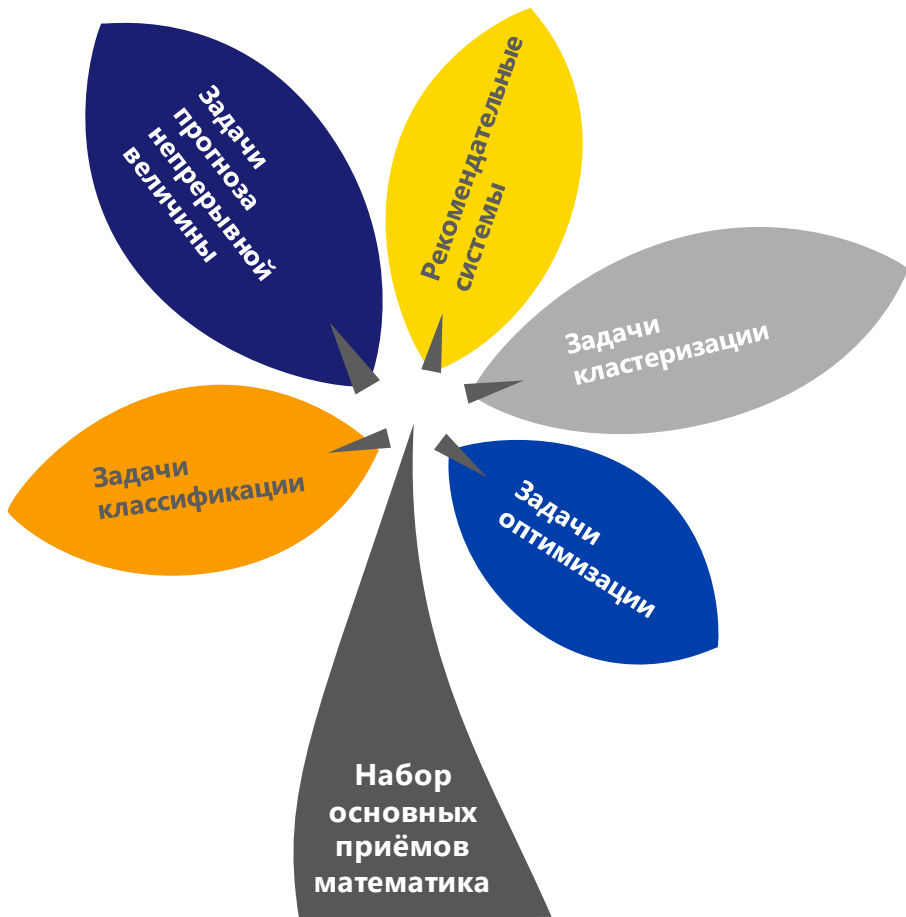 Задачи
прогноза
непрерывной
величины
Рекомендательные
системы
Задачи
кластеризации
Задачи
классификации
Задачи
оптимизации
Набор
основных
приёмов
математика